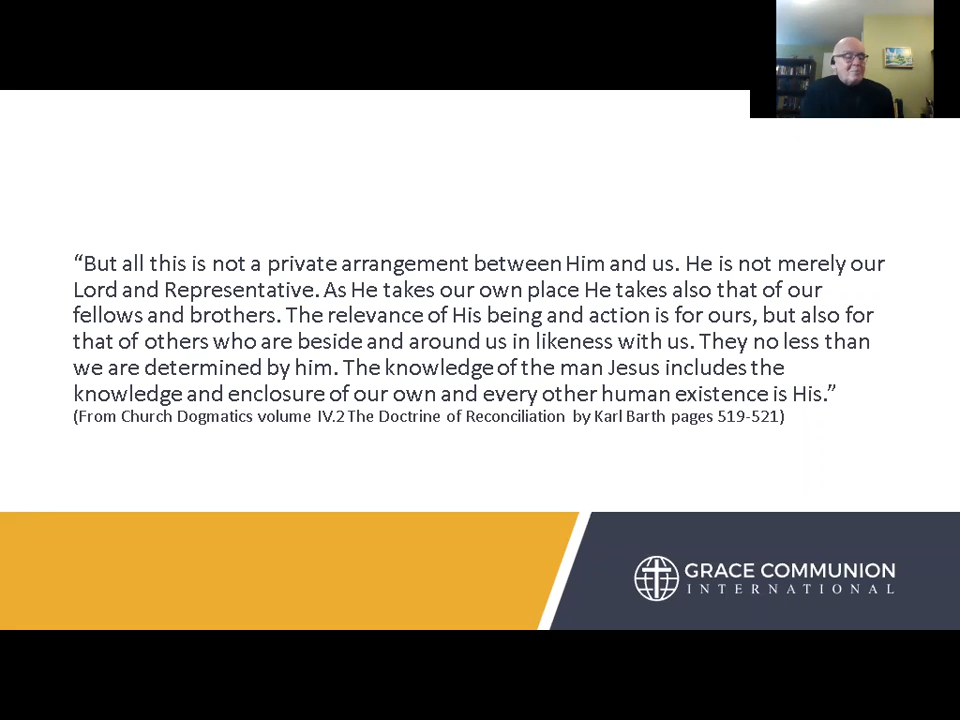 “But all this is not a private arrangement between Him and us. He is not merely our
Lord and Representative. As He takes our own place He takes also that of our
fellows and brothers. The relevance of His being and action is for ours, but also for
that of others who are beside and around us in likeness with us. They no less than
we are determined by him. The knowledge of the man Jesus includes the
knowledge and enclosure of our own and every other human existence is His.”
(From Church Dogmatics volume IV.2 The Doctrine of Reconciliation by Karl Barth pages 519-521)
GRACE COMMUNION
INTERNATIONAL